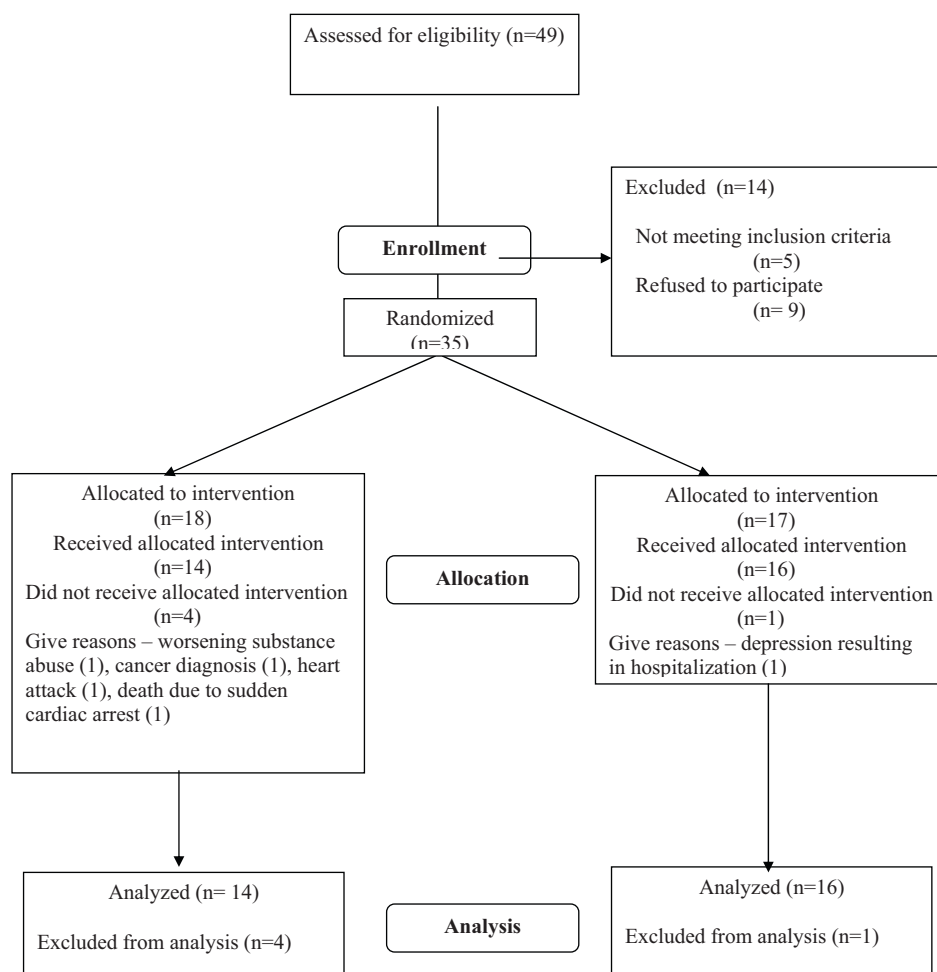 Assessed for eligibility (n=49)
Excluded (n=14)
Not meeting inclusion criteria
(n=5)
Refused to participate
(n= 9)
Enrollment
Randomized
(n=35)
Allocated to intervention
(n=18)
Received allocated intervention
(n=14)
Did not receive allocated intervention
(n=4)
Give reasons – worsening substance
abuse (1), cancer diagnosis (1), heart
attack (1), death due to sudden
cardiac arrest (1)
Allocation
Allocated to intervention
(n=17)
Received allocated intervention
(n=16)
Did not receive allocated intervention
(n=1)
Give reasons – depression resulting
in hospitalization (1)
Analyzed (n= 14)
Excluded from analysis (n=4)
Analysis
Analyzed (n=16)
Excluded from analysis (n=1)